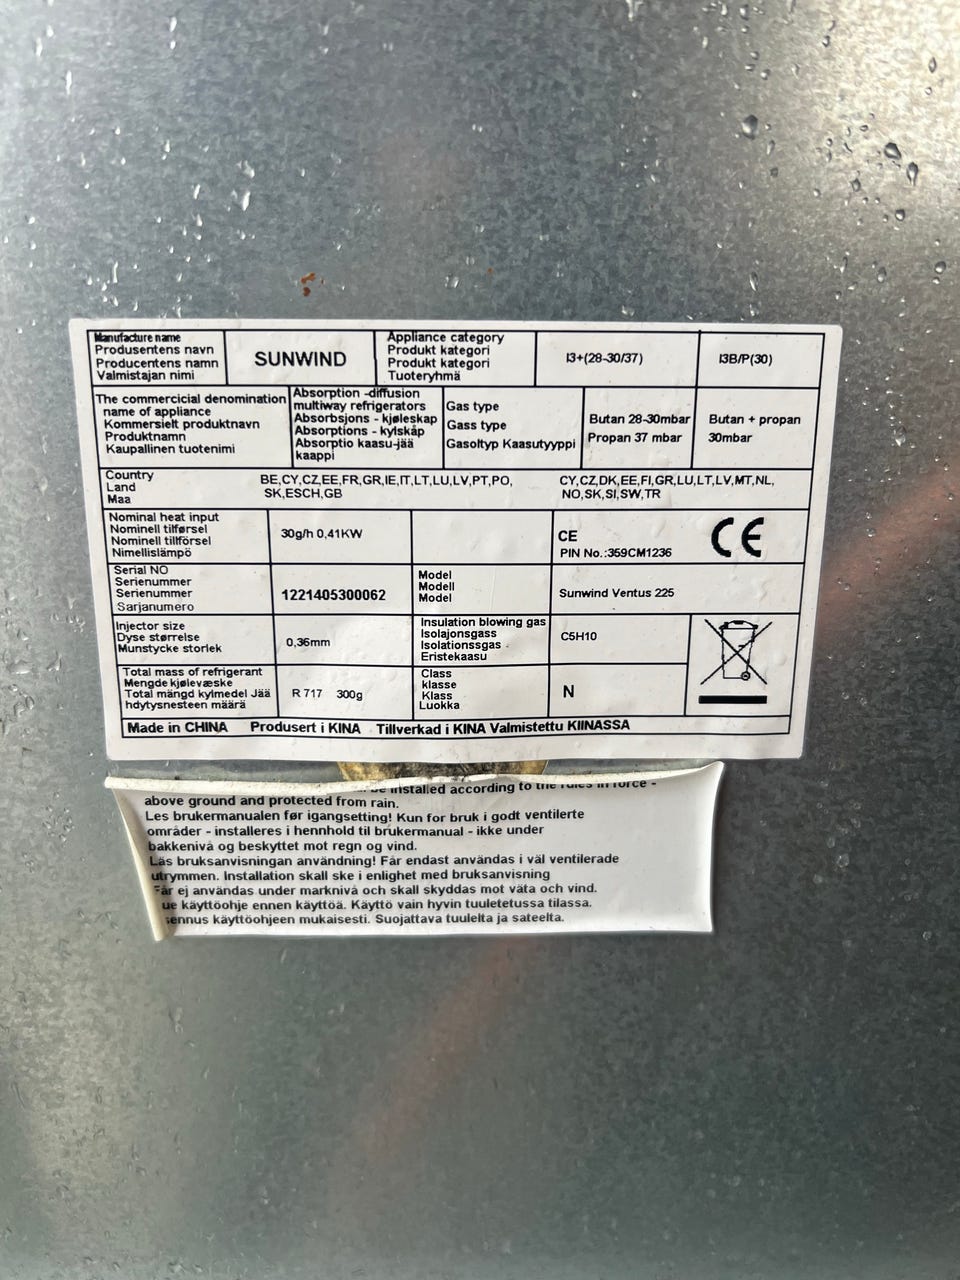 Manufacture name
Produsentens navn
Producentens namn
Valmistajan nimi
SUNWIND
Appliance category
Produkt kategori
Produkt kategori
Tuoteryhmä
I3+(28-30/37)
I3B/P(30)
The commercicial denomination
name of appliance
Kommersielt produktnavn
Produktnamn
Kaupallinen tuotenimi
Absorption -diffusion
multiway refrigerators
Absorbsjons - kjøleskap
Absorptions - kylskåp
Absorptio kaasu-jää
kaappi
Gas type
Gass type
Gasoltyp Kaasutyyppi
Butan 28-30mbar
Propan 37 mbar
Butan + propan
30mbar
Country
Land
Maa
BE,CY,CZ,EE,FR,GR,IE,IT,LT,LU,LV,PT,PO,
SK,ESCH,GB
CY,CZ,DK,EE,FI,GR,LU,LT,LV,MT,NL,
NO,SK,SI,SW,TR
Nominal heat input
Nominell tilførsel
Nominell tillförsel
Nimellislämpö
30g/h 0,41KW
CE
PIN No.:359CM1236
CE
Serial NO
Serienummer
Serienummer
Sarjanumero
1221405300062
Model
Modell
Model
Sunwind Ventus 225
Injector size
Dyse størrelse
Munstycke storlek
0,36mm
Insulation blowing gas
Isolajonsgass
Isolationssgas
Eristekaasu
C5H10
Total mass of refrigerant
Mengde kjølevæske
Total mängd kylmedel Jää
hdytysnesteen määrä
R 717 300g
Class
klasse
Klass
Luokka
N
Made in CHINA Produsert i KINA Tillverkad i KINA Valmistettu KIINASSA
be installed according to the rules in force -
above ground and protected from rain.
Les brukermanualen før igangsetting! Kun for bruk i godt ventilerte
områder - installeres i hennhold til brukermanual - ikke under
bakkenivå og beskyttet mot regn og vind.
Läs bruksanvisningan användning! Får endast användas i väl ventilerade
utrymmen. Installation skall ske i enlighet med bruksanvisning
Får ej användas under marknivå och skall skyddas mot väta och vind.
ue käyttöohje ennen käyttöä. Käyttö vain hyvin tuuletetussa tilassa.
ennus käyttöohjeen mukaisesti. Suojattava tuulelta ja sateelta.